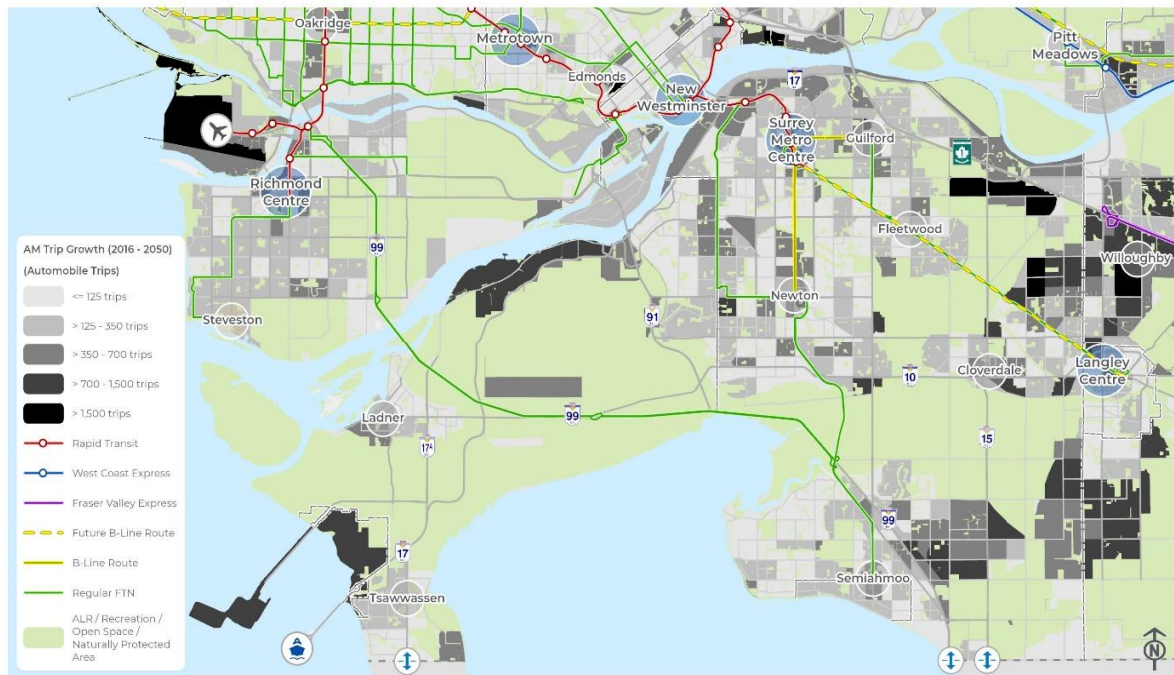 Oakridge
Metrotown
Pitt
Meadows
Edmonds
17
New
Westminster
Surrey
Metro
Centre
Guilford
1
Richmond
Centre
AM Trip Growth (2016 - 2050)
(Automobile Trips)
<= 125 trips
> 125 - 350 trips
> 350 - 700 trips
> 700 - 1,500 trips
> 1,500 trips
Rapid Transit
West Coast Express
Fraser Valley Express
Future B-Line Route
B-Line Route
Regular FTN
ALR / Recreation /
Open Space /
Naturally Protected
Area
99
Fleetwood
Willoughby
Steveston
Newton
91
Langley
Centre
Cloverdale
10
Ladner
99
17A
15
99
17
Semiahmoo
Tsawwassen
N